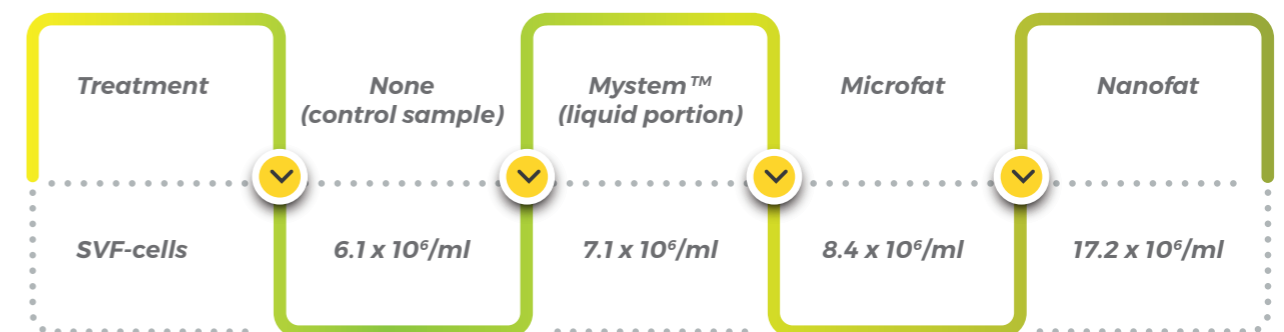 Treatment
None
(control sample)
Mystem™
(liquid portion)
Microfat
Nanofat
SVF-cells
6.1 x 10⁶/ml
7.1 x 10⁶/ml
8.4 x 10⁶/ml
17.2 x 10⁶/ml